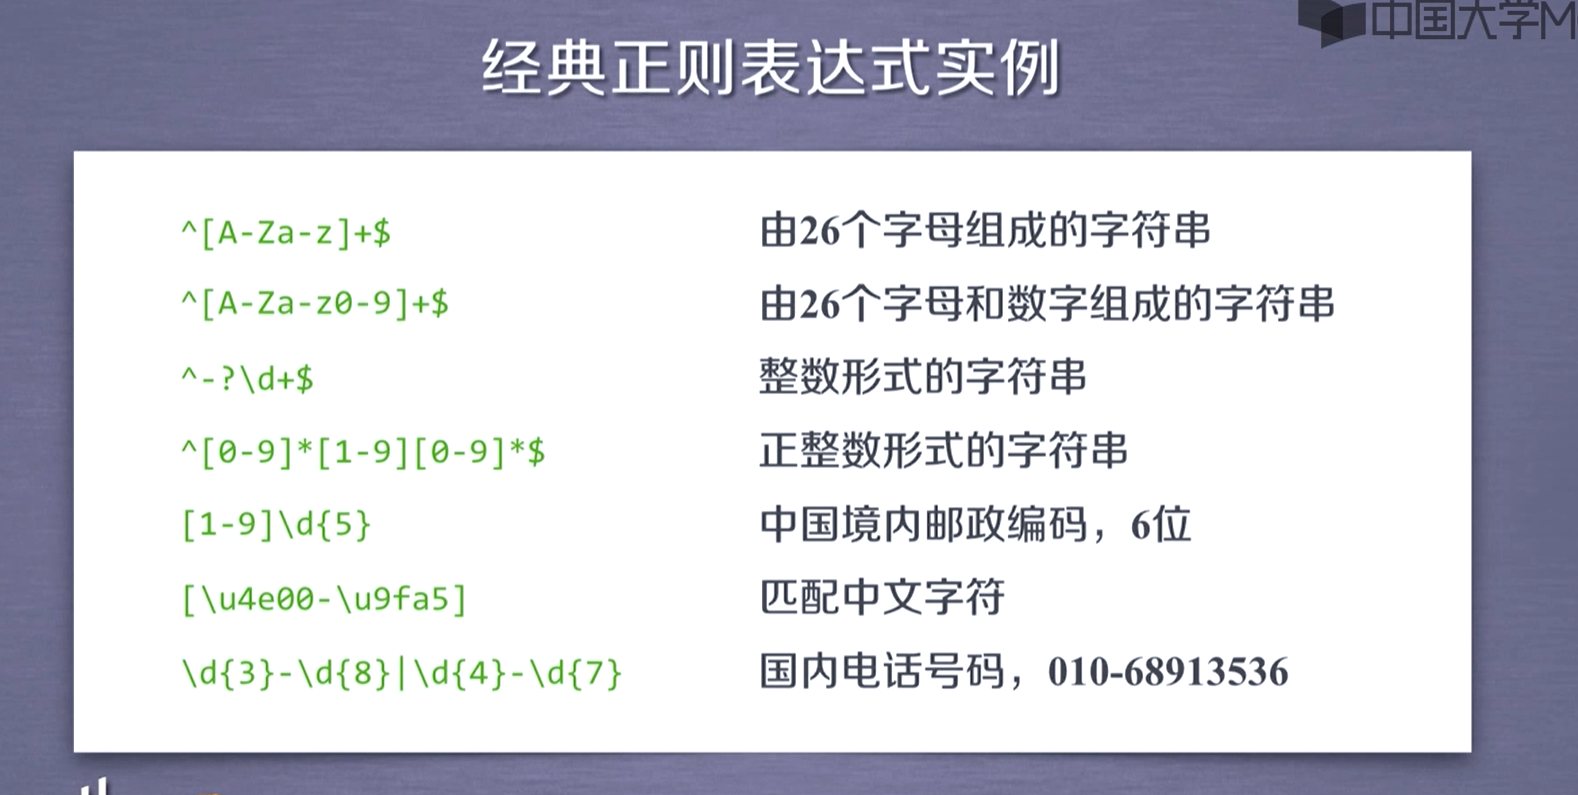 中国大学M
经典正则表达式实例
^[A-Za-z]+$ 由26个字母组成的字符串
^[A-Za-z0-9]+$ 由26个字母和数字组成的字符串
^-?\d+$ 整数形式的字符串
^[0-9]*[1-9][0-9]*$ 正整数形式的字符串
[1-9]\d{5} 中国境内邮政编码，6位
[\u4e00-\u9fa5] 匹配中文字符
\d{3}-\d{8}|\d{4}-\d{7} 国内电话号码，010-68913536